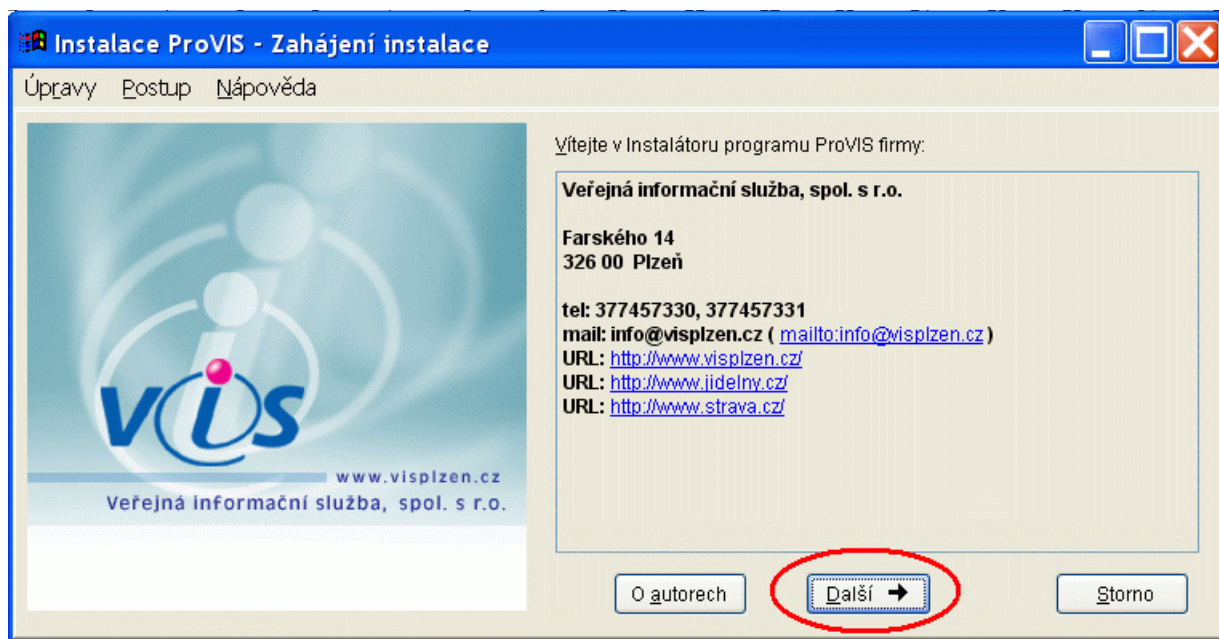 Instalace ProVIS - Zahájení instalace
Úpravy Postup Nápověda
Vítejte v Instalátoru programu ProVIS firmy:
Veřejná informační služba, spol. s r.o.
Farského 14
326 00 Plzeň
tel: 377457330, 377457331
mail: info@visplzen.cz ( mailto:info@visplzen.cz )
URL: http://www.visplzen.cz/
URL: http://www.jidelny.cz/
URL: http://www.strava.cz/
vis
www.visplzen.cz
Veřejná informační služba, spol. s r.o.
O autorech Další Storno